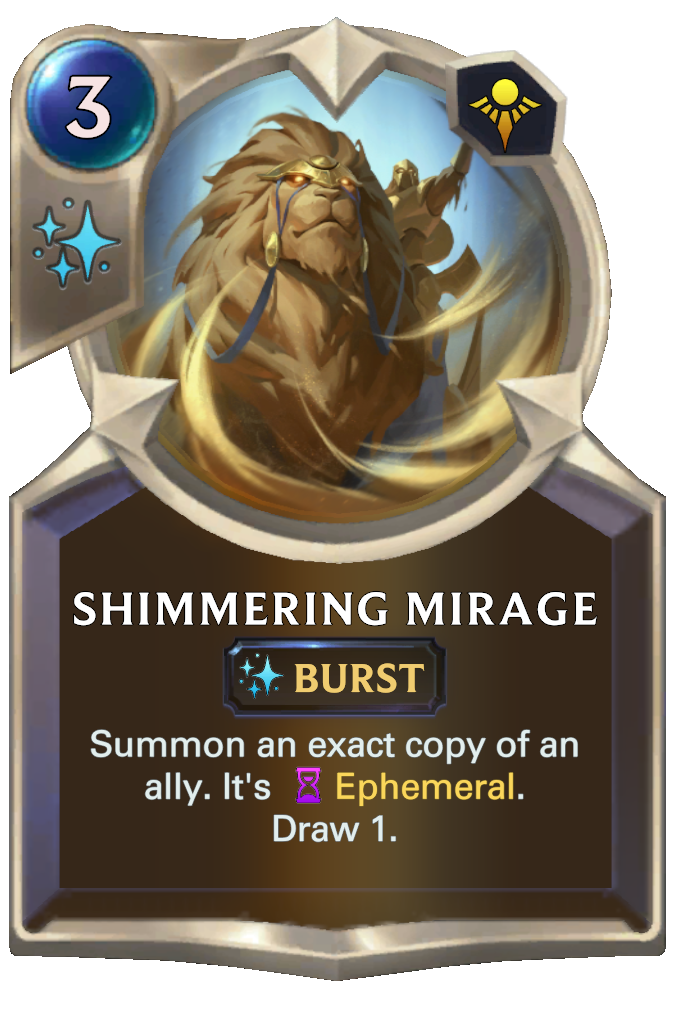 3
SHIMMERING MIRAGE
BURST
Summon an exact copy of an
ally. It's Ephemeral.
Draw 1.